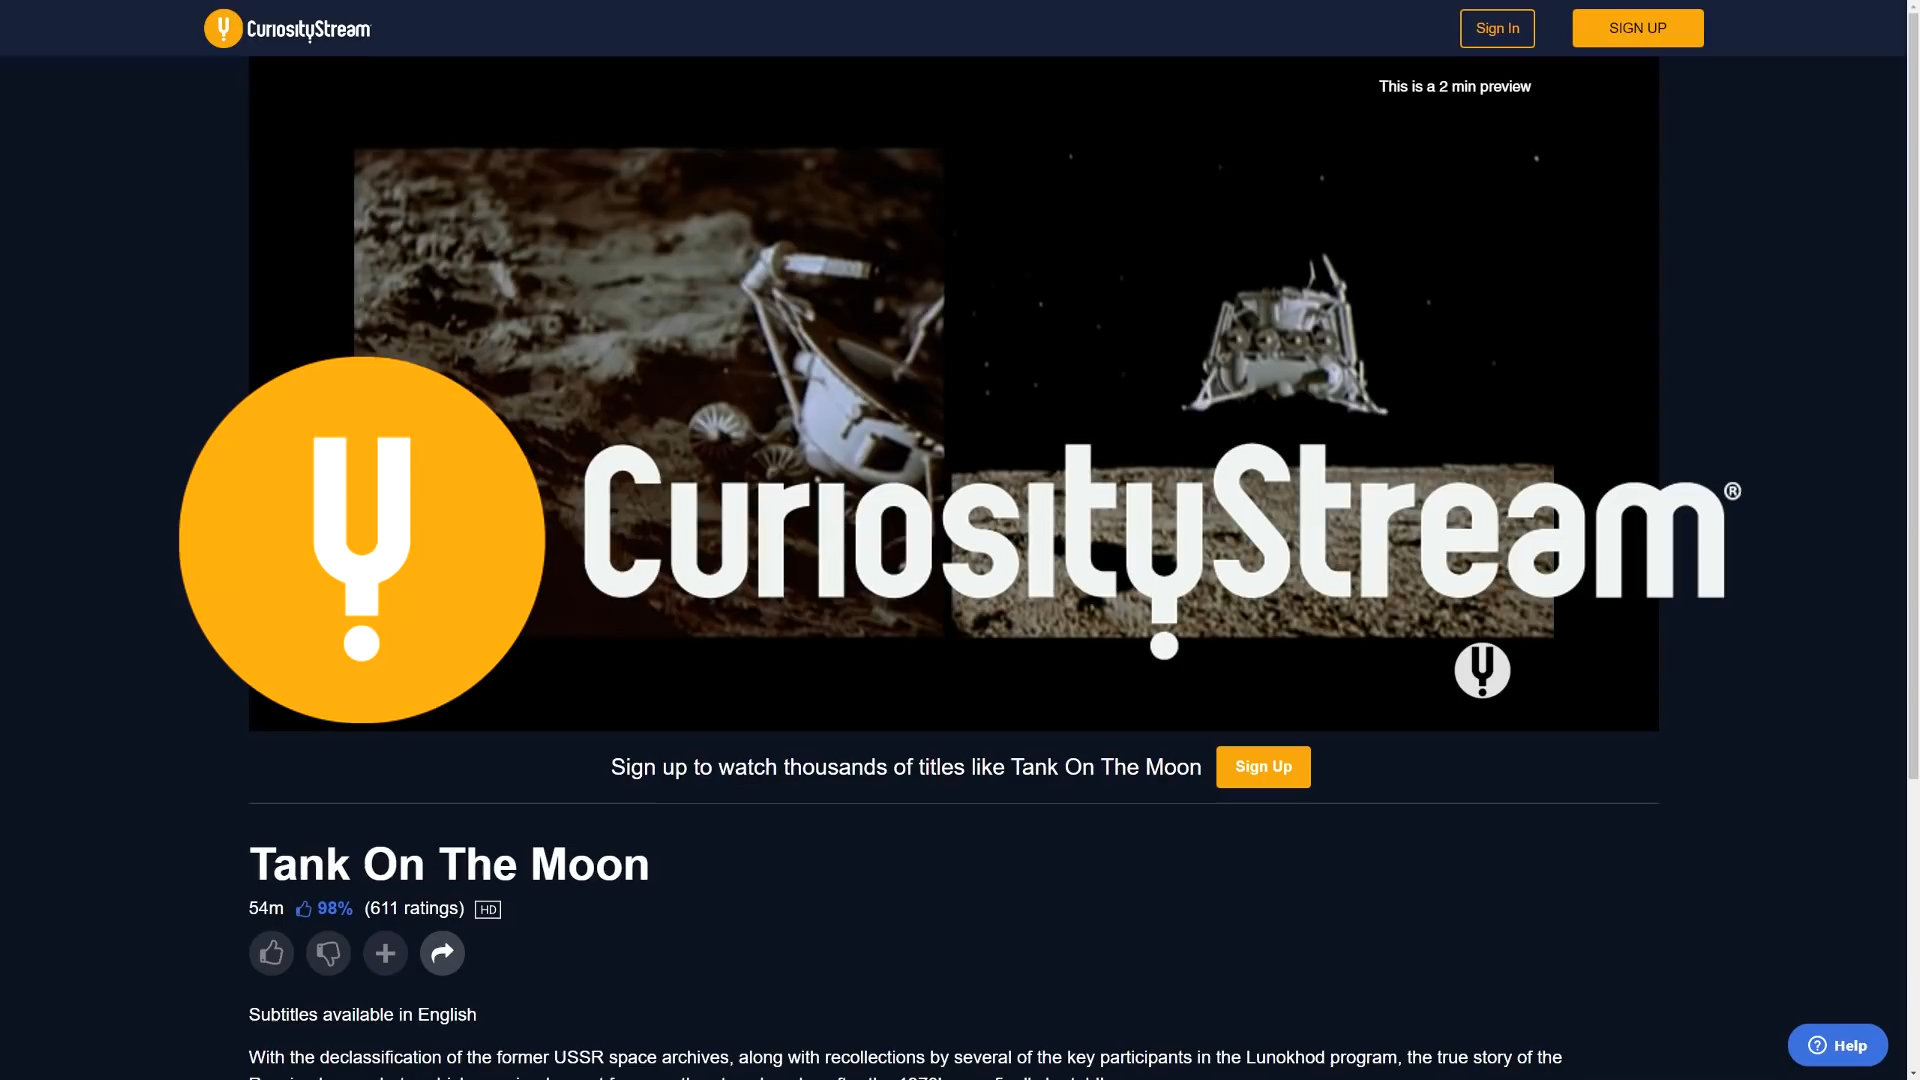 CuriosityStream
Sign In
SIGN UP
This is a 2 min preview
CuriosityStream®
Sign up to watch thousands of titles like Tank On The Moon
Sign Up
Tank On The Moon
54m 98% (611 ratings) HD
Subtitles available in English
With the declassification of the former USSR space archives, along with recollections by several of the key participants in the Lunokhod program, the true story of the
Help